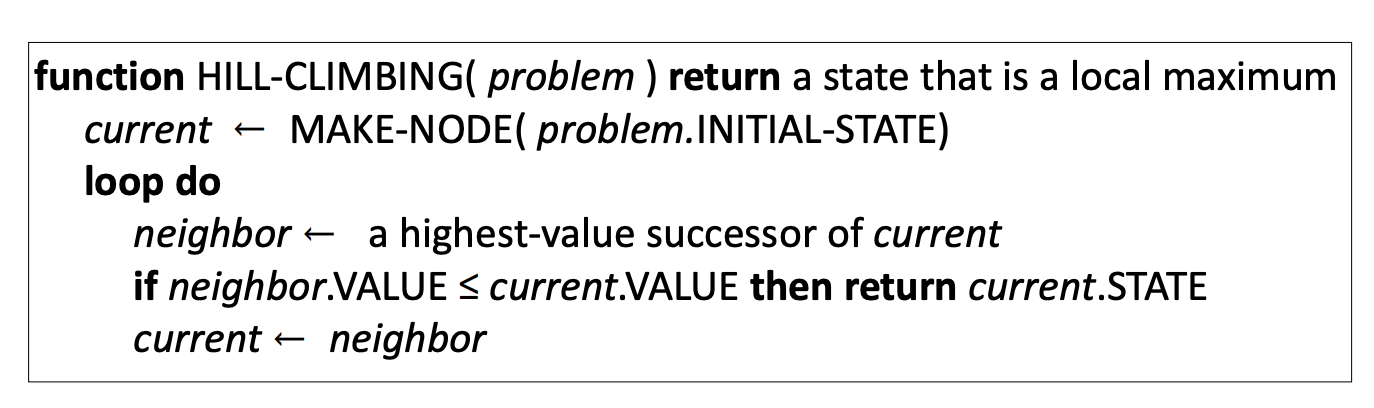 function HILL-CLIMBING( problem ) return a state that is a local maximum
current ← MAKE-NODE( problem.INITIAL-STATE)
loop do
neighbor ← a highest-value successor of current
if neighbor.VALUE ≤ current.VALUE then return current.STATE
current ← neighbor